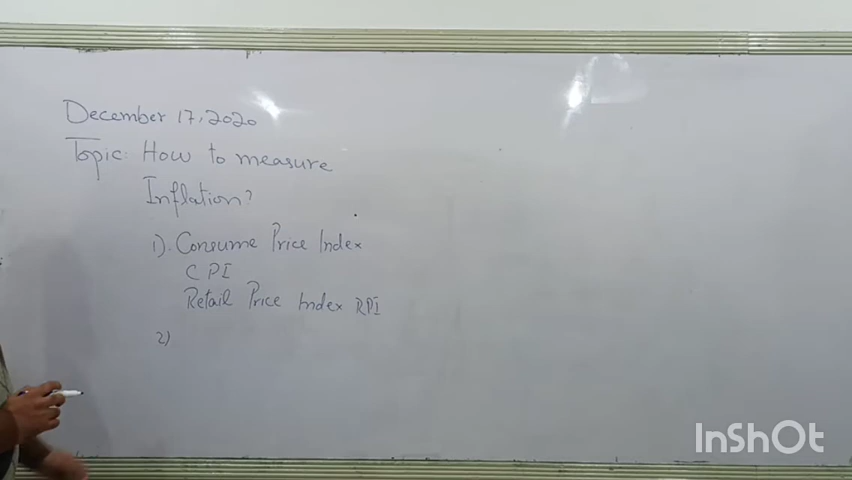 December 17, 2020
Topic: How to measure
Inflation?
1). Consume Price Index
CPI
Retail Price Index RPI
2)
InShOt